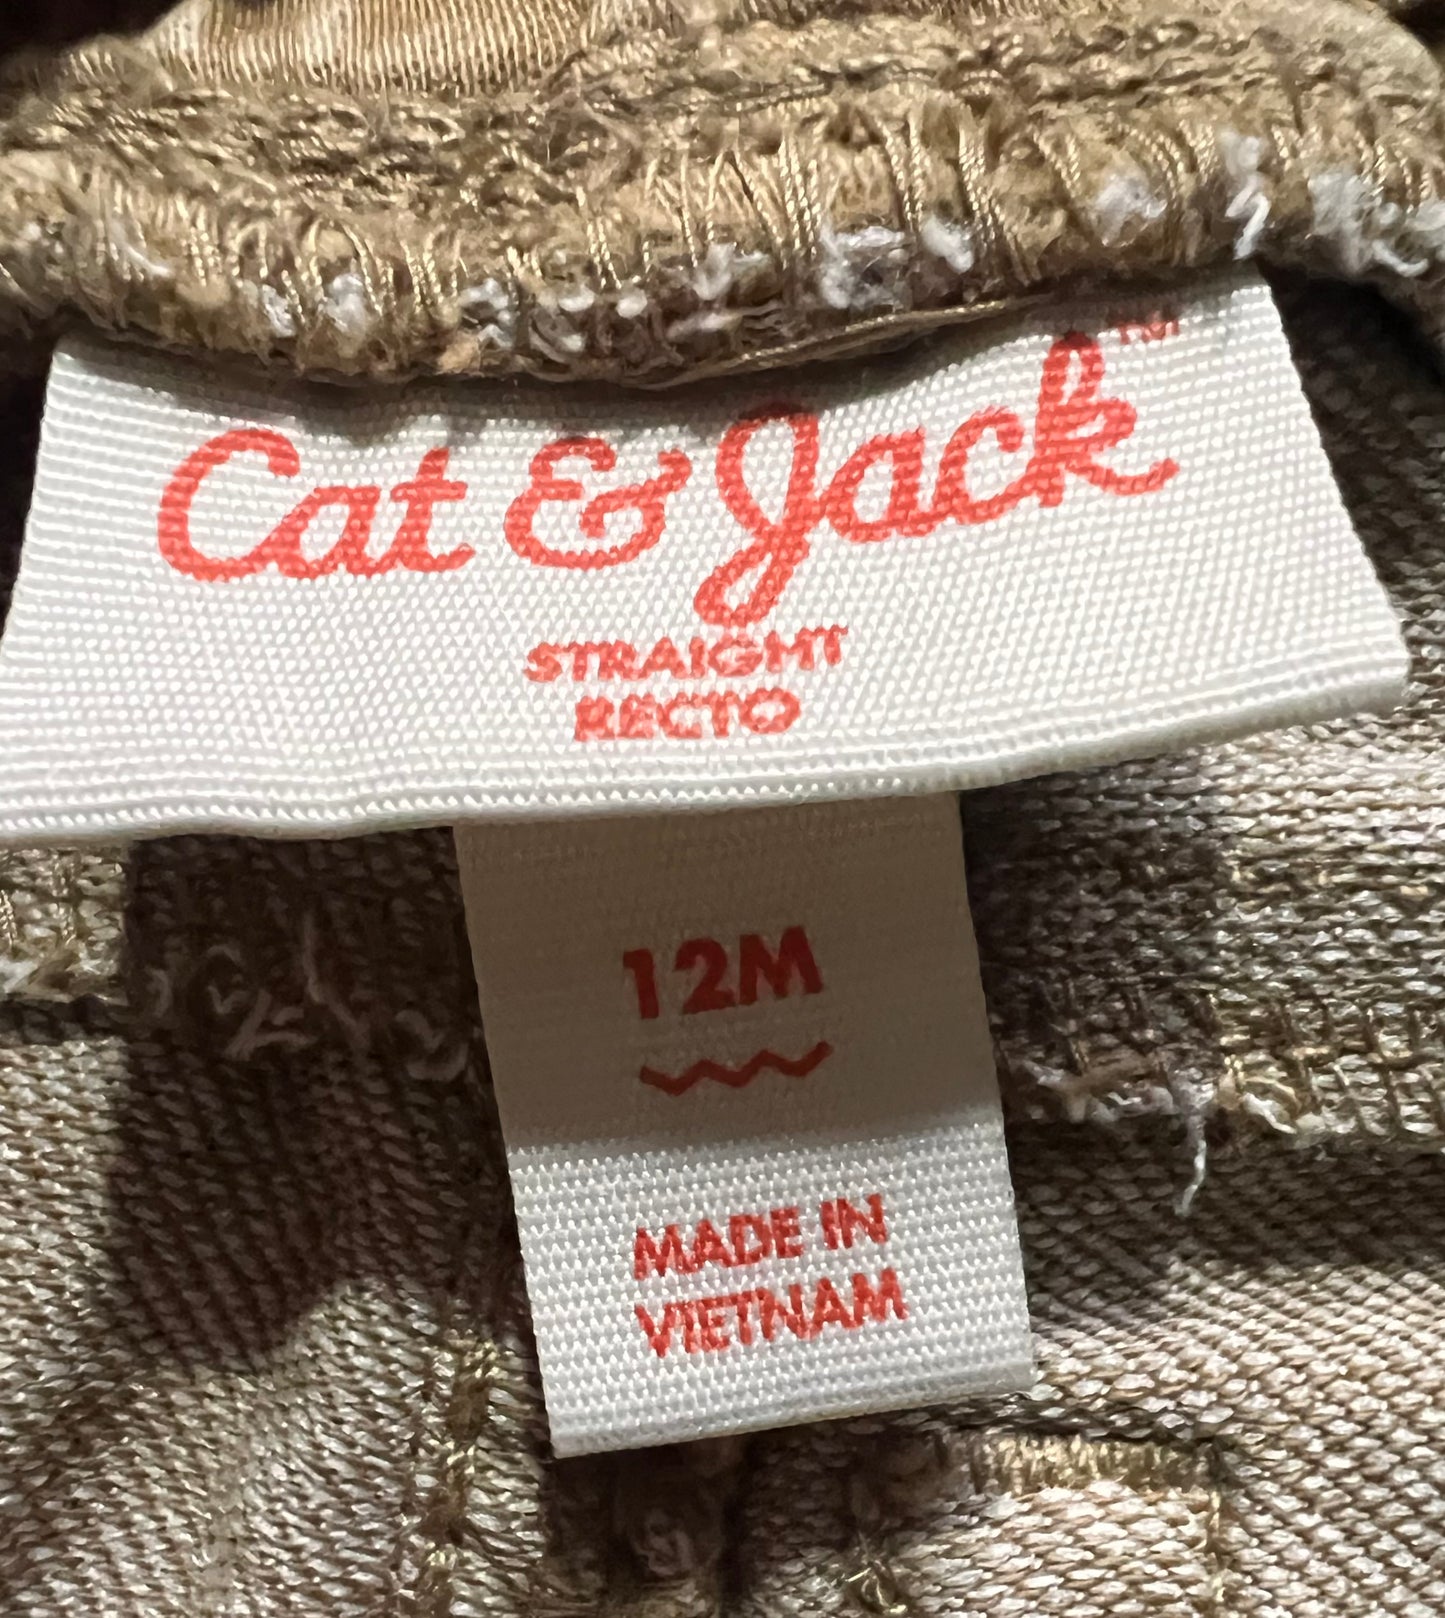 Cat & Jack™
STRAIGHT
RECTO
12M
MADE IN
VIETNAM